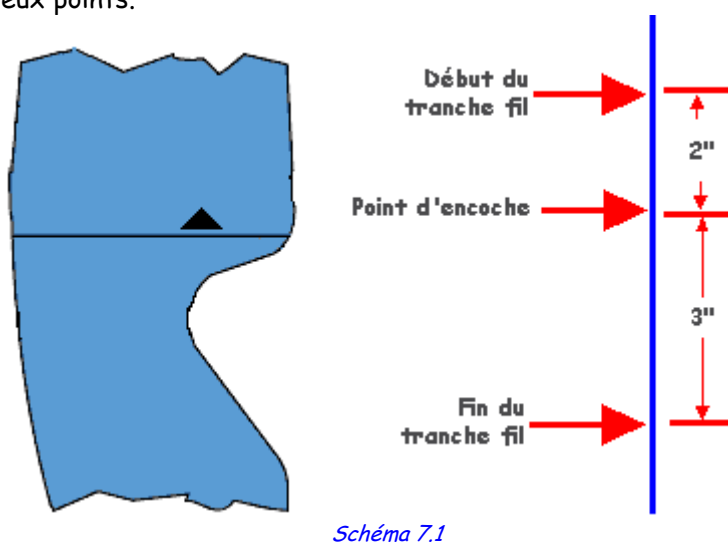 eux points.
Début du
tranche fil
2"
Point d'encoche
3"
Fin du
tranche fil
Schéma 7.1